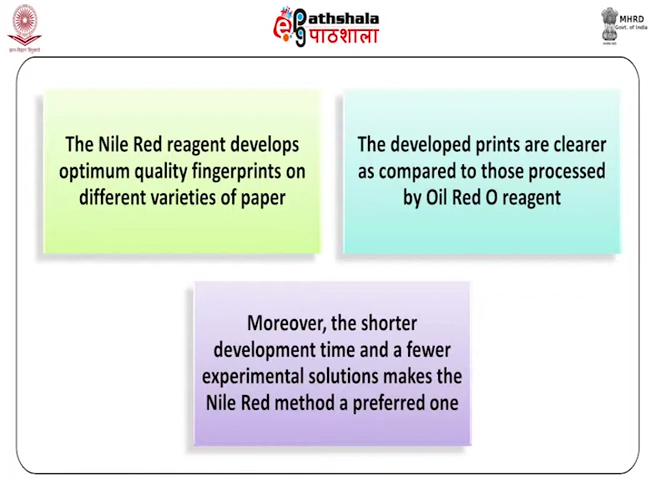 ePathshala
पाठशाला
MHRD
Govt. of India
The Nile Red reagent develops
optimum quality fingerprints on
different varieties of paper
The developed prints are clearer
as compared to those processed
by Oil Red O reagent
Moreover, the shorter
development time and a fewer
experimental solutions makes the
Nile Red method a preferred one